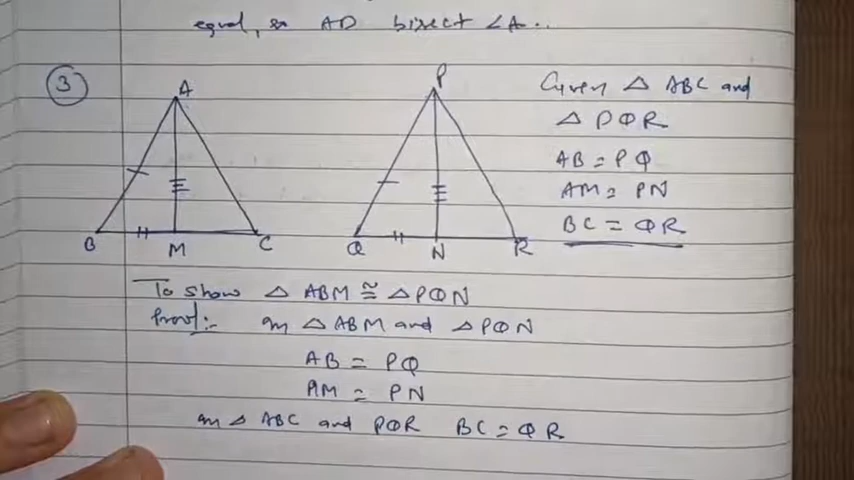 equal, so AD bisect ∠A..
3
A
B
M
C
P
Q
N
R
Given △ ABC and
△ PQR
AB = PQ
AM = PN
BC = QR
To show △ ABM ≅ △PQN
Proof:- In △ ABM and △PQN
AB = PQ
AM = PN
In △ ABC and PQR BC = QR